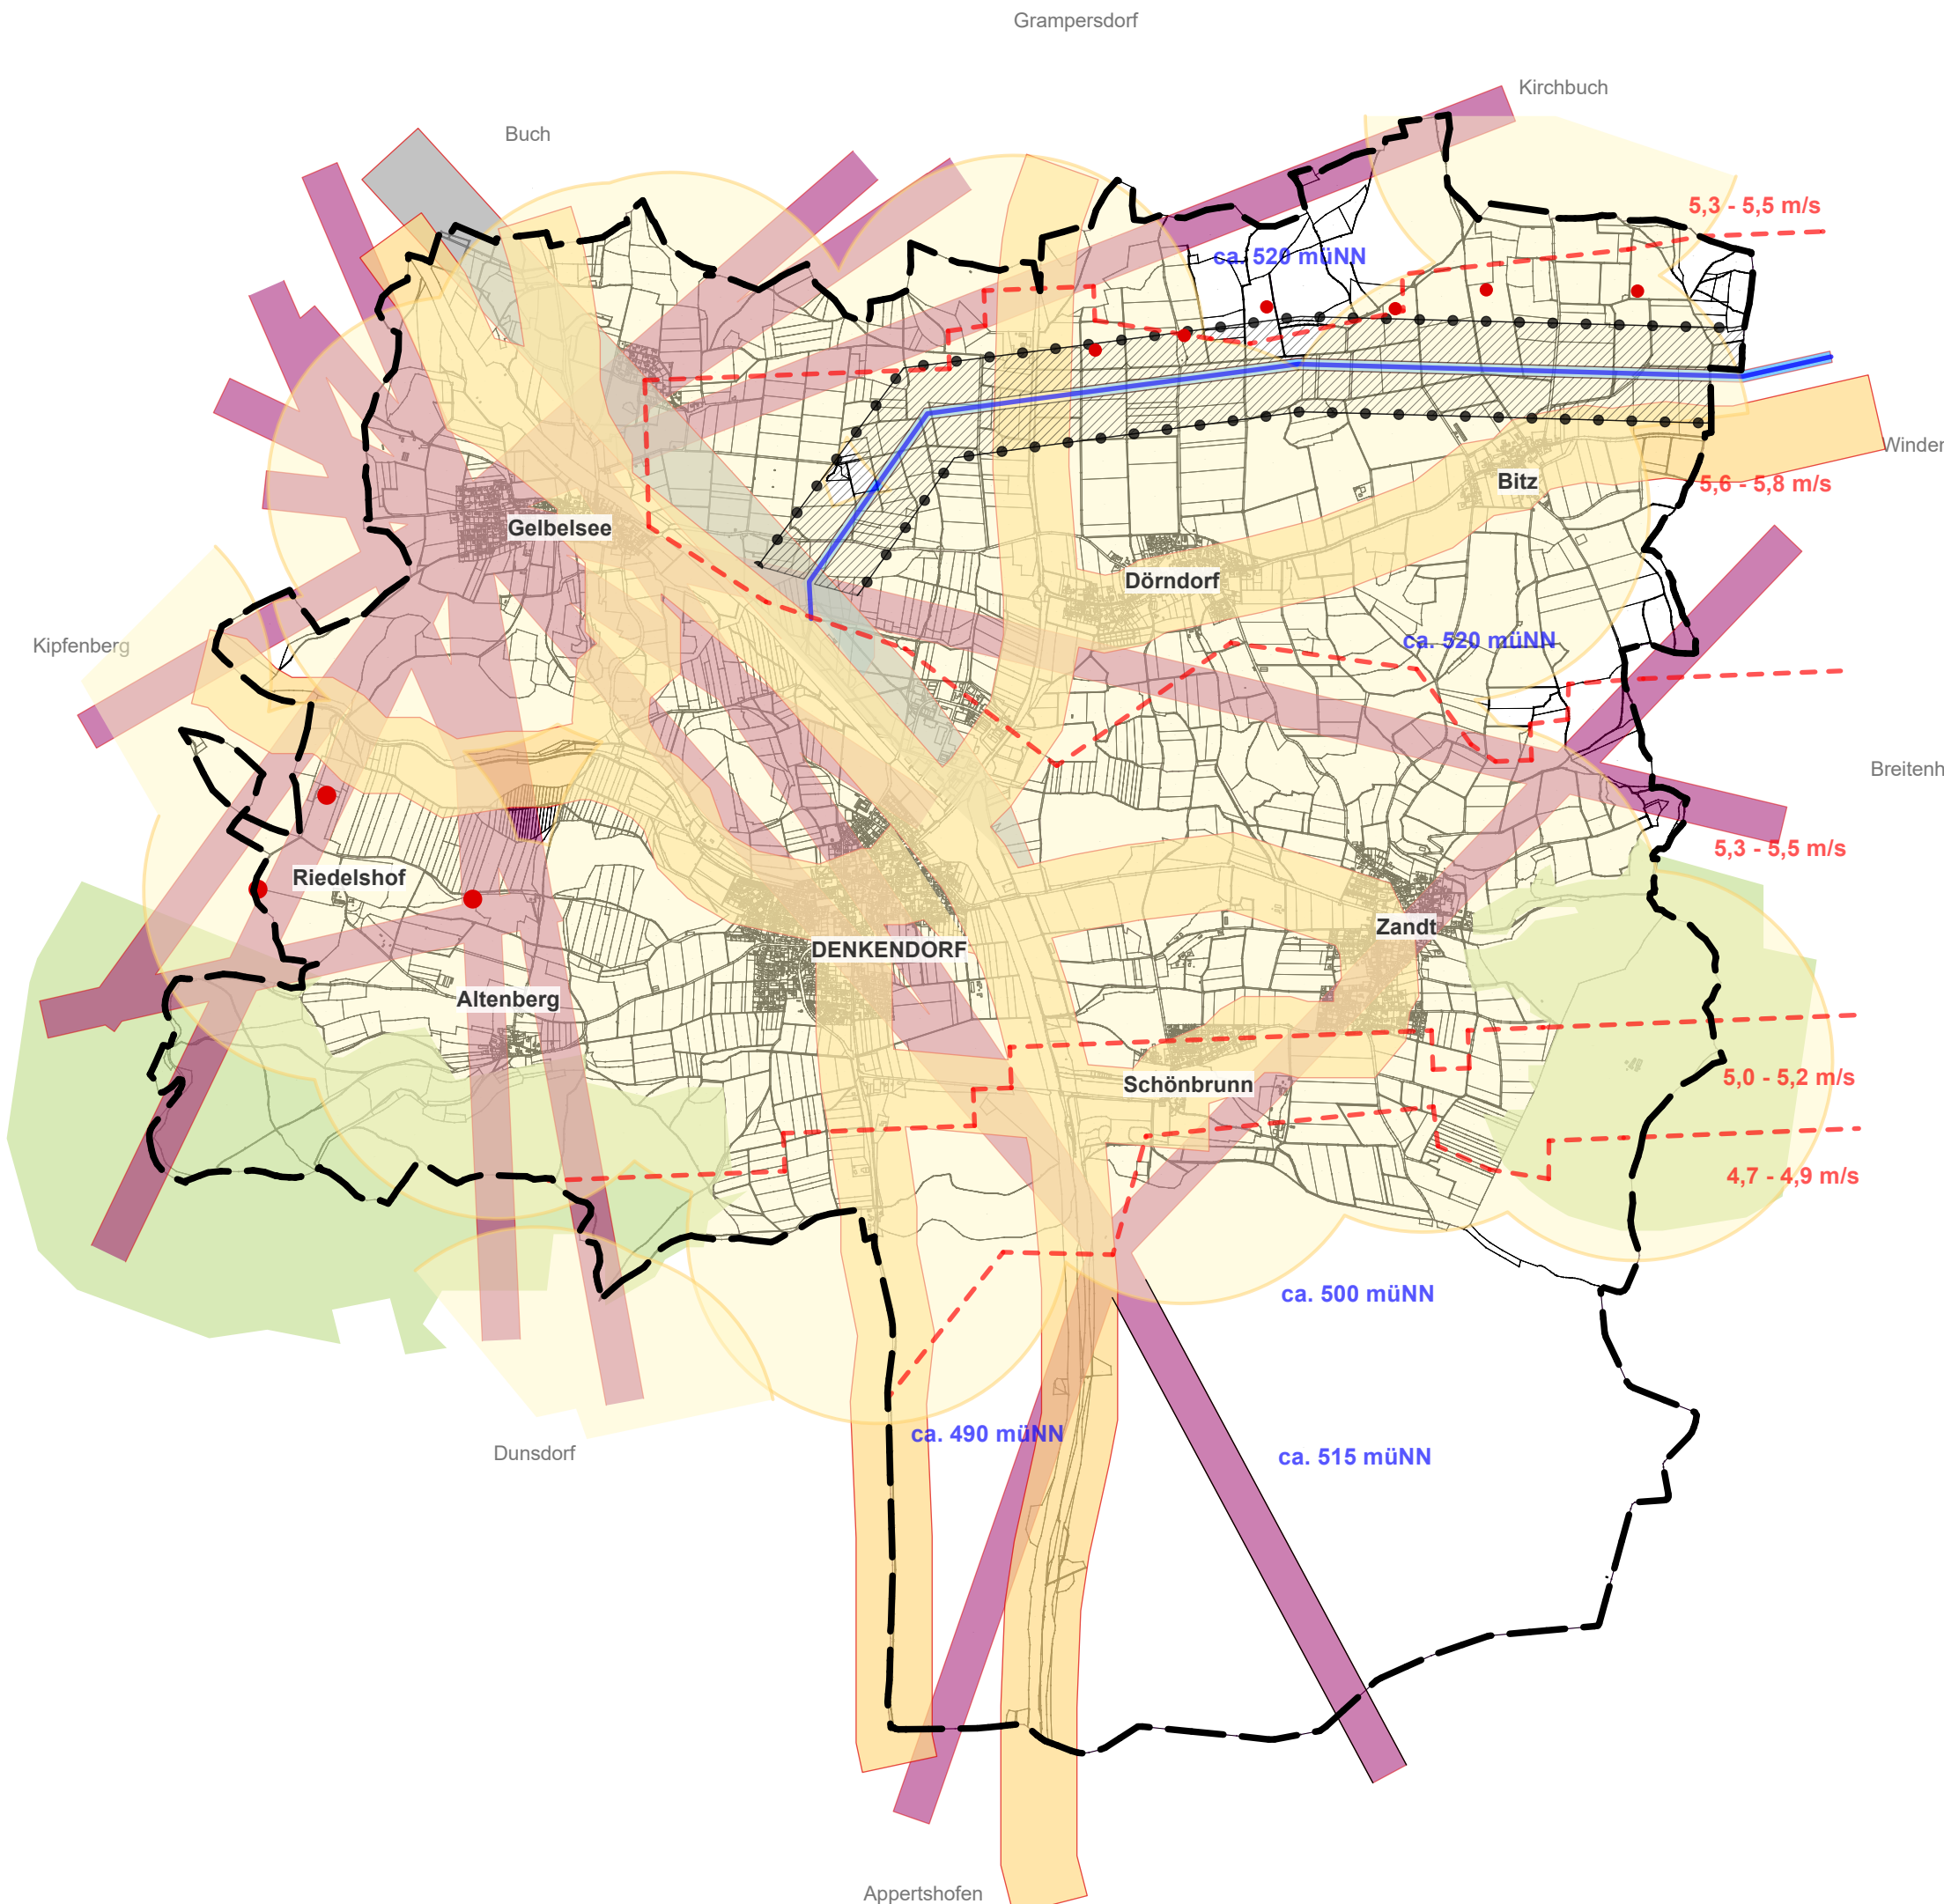 Grampersdorf
Kirchbuch
Buch
5,3 - 5,5 m/s
ca. 520 müNN
Winden
5,6 - 5,8 m/s
Bitz
Gelbelsee
Dörndorf
Kipfenberg
ca. 520 müNN
Breitenh
5,3 - 5,5 m/s
Riedelshof
Zandt
DENKENDORF
Altenberg
5,0 - 5,2 m/s
Schönbrunn
4,7 - 4,9 m/s
ca. 500 müNN
ca. 490 müNN
Dunsdorf
ca. 515 müNN
Appertshofen